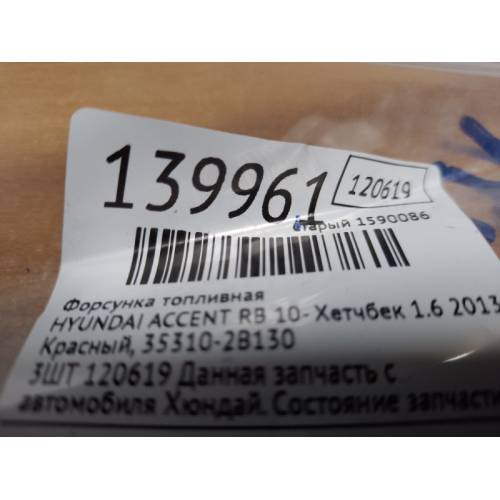 139961 120619
старый 1590086
Форсунка топливная
HYUNDAI ACCENT RB 10- Хетчбек 1.6 2013
Красный, 35310-2B130
3ШТ 120619 Данная запчасть с
автомобиля Хюндай. Состояние запчасти